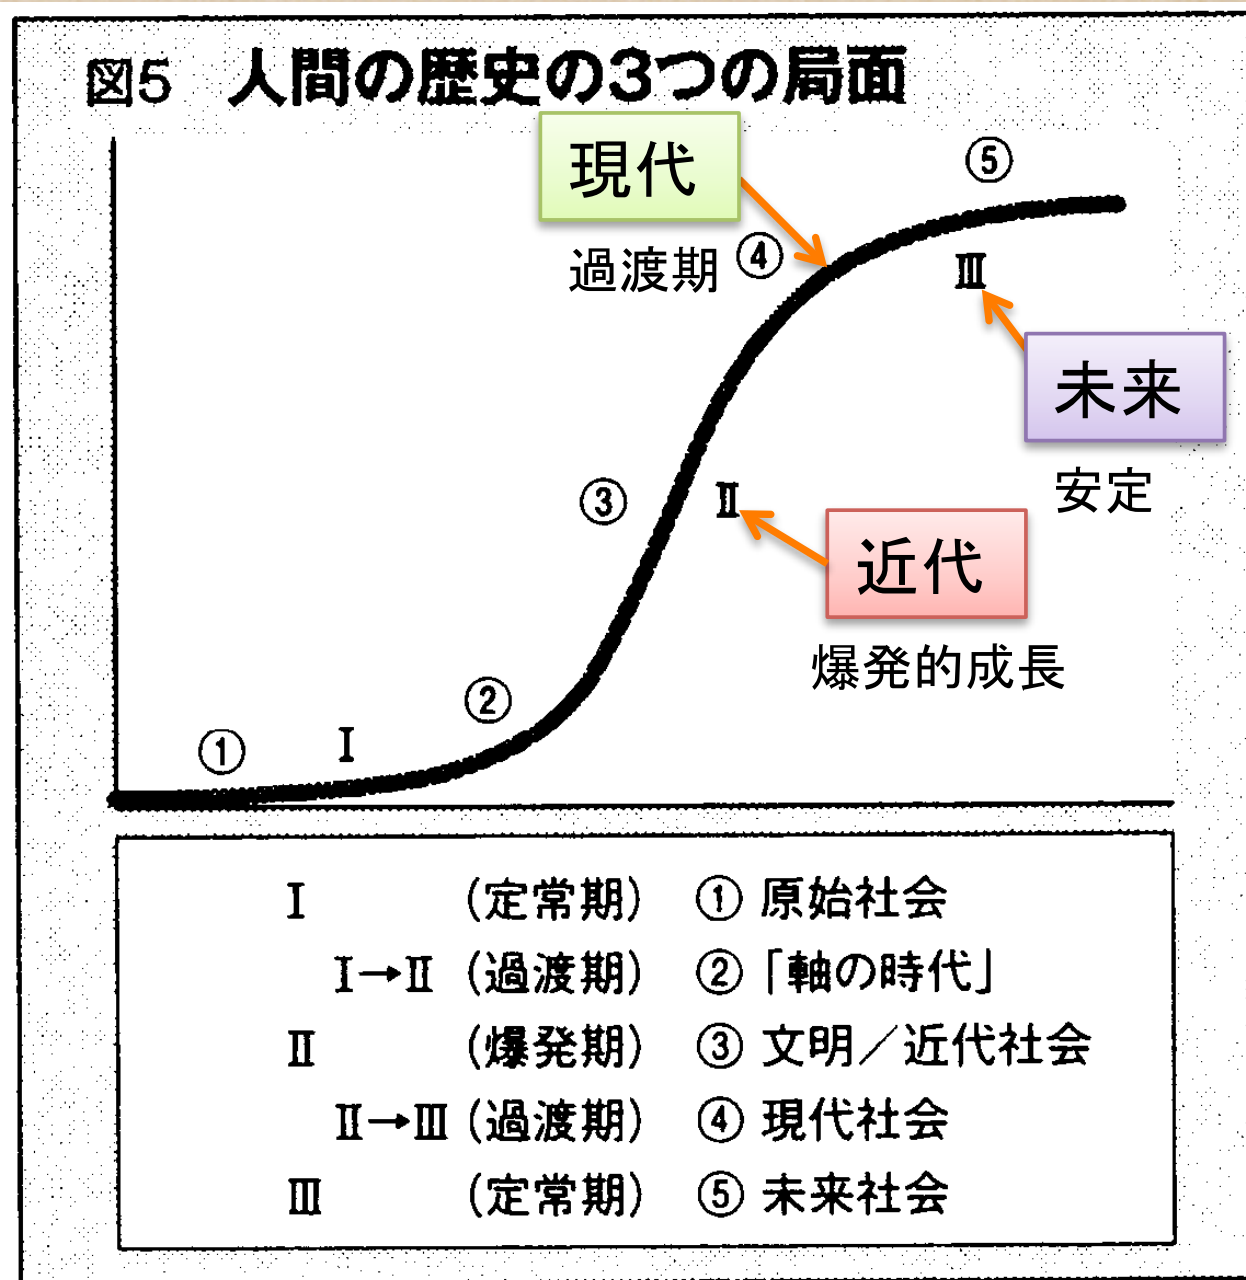 図5 人間の歴史の3つの局面
現代
⑤
過渡期 ④
Ⅲ
未来
安定
③ Ⅱ
近代
爆発的成長
②
① Ⅰ
Ⅰ (定常期) ① 原始社会
Ⅰ→Ⅱ (過渡期) ② 「軸の時代」
Ⅱ (爆発期) ③ 文明／近代社会
Ⅱ→Ⅲ (過渡期) ④ 現代社会
Ⅲ (定常期) ⑤ 未来社会